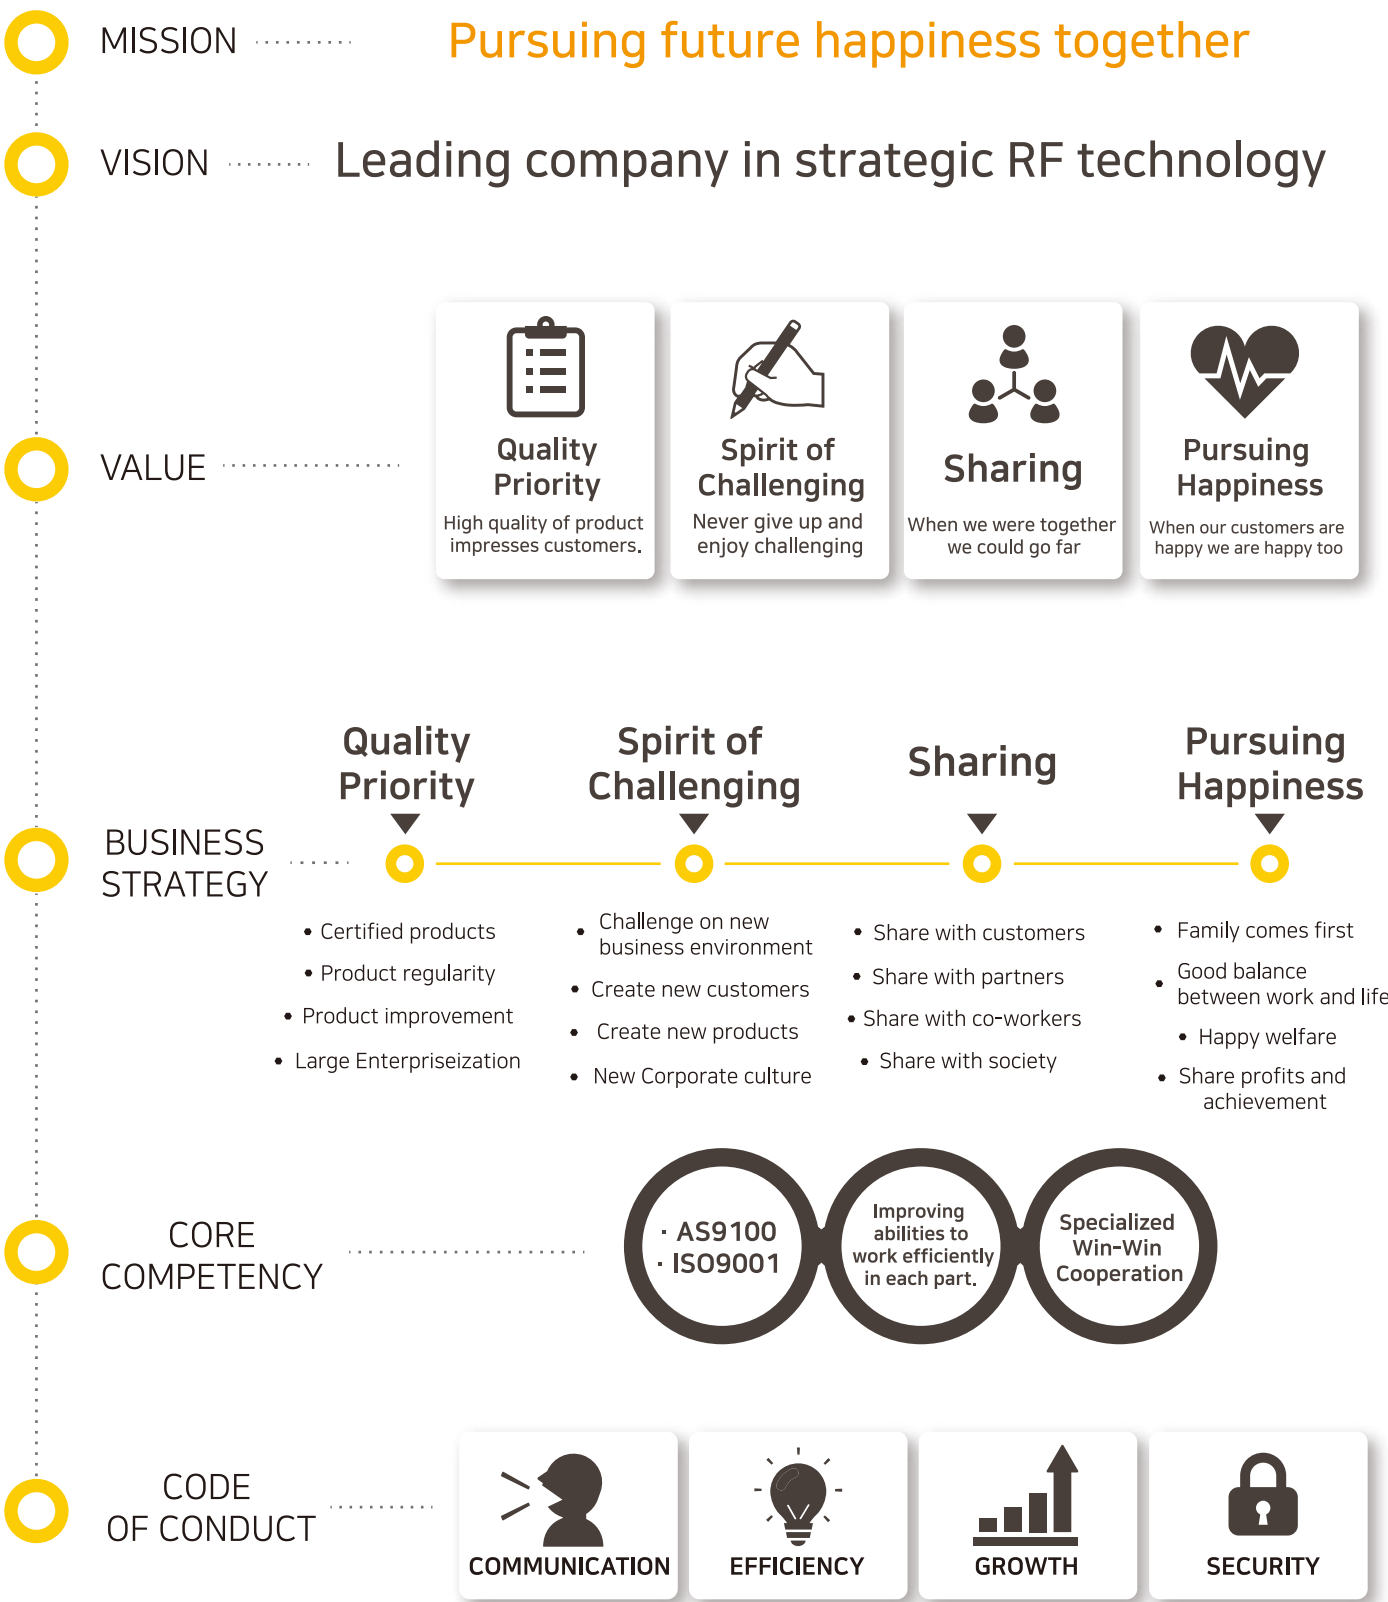 MISSION
Pursuing future happiness together
VISION
Leading company in strategic RF technology
VALUE
Quality
Priority
High quality of product
impresses customers.
Spirit of
Challenging
Never give up and
enjoy challenging
Sharing
When we were together
we could go far
Pursuing
Happiness
When our customers are
happy we are happy too
BUSINESS
STRATEGY
Quality
Priority
• Certified products
• Product regularity
• Product improvement
• Large Enterpriseization
Spirit of
Challenging
• Challenge on new
business environment
• Create new customers
• Create new products
• New Corporate culture
Sharing
• Share with customers
• Share with partners
• Share with co-workers
• Share with society
Pursuing
Happiness
• Family comes first
• Good balance
between work and life
• Happy welfare
• Share profits and
achievement
CORE
COMPETENCY
· AS9100
· ISO9001
Improving
abilities to
work efficiently
in each part.
Specialized
Win-Win
Cooperation
CODE
OF CONDUCT
COMMUNICATION
EFFICIENCY
GROWTH
SECURITY